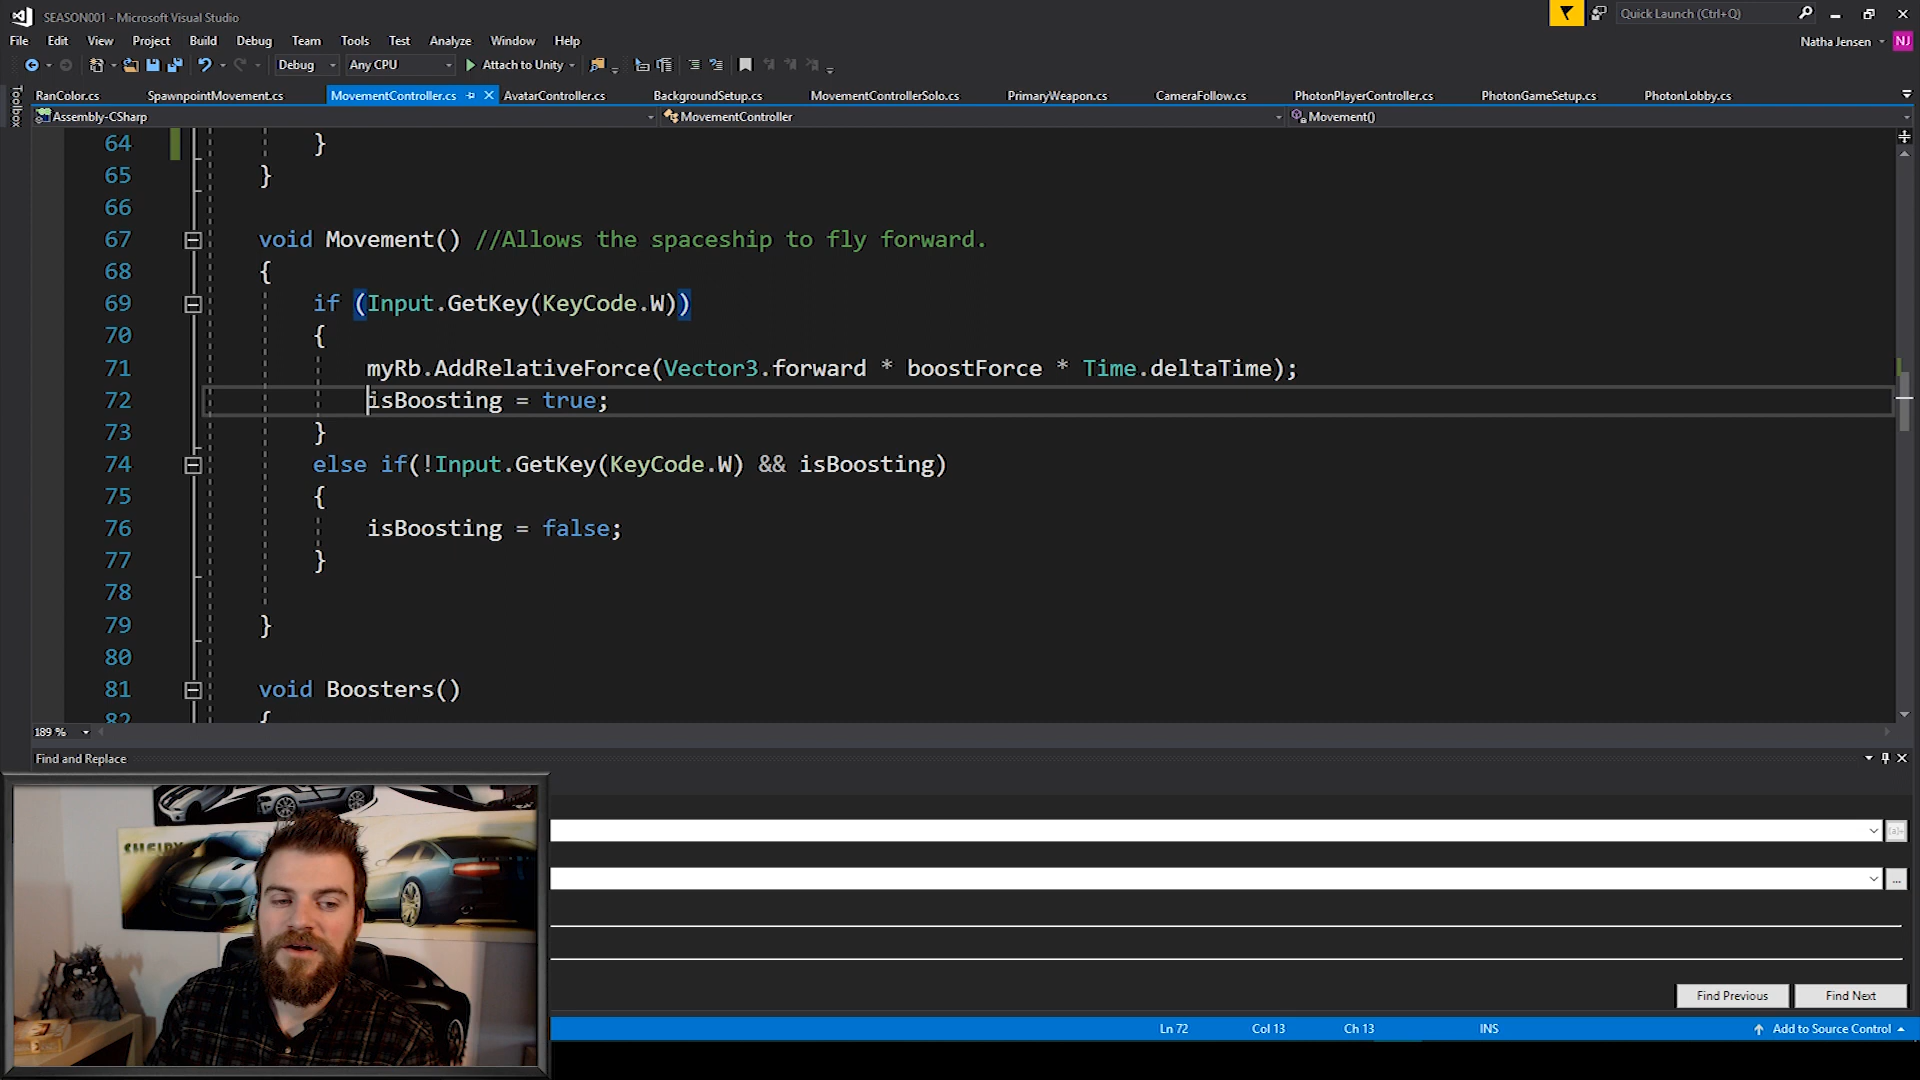 SEASON001 - Microsoft Visual Studio
Quick Launch (Ctrl+Q)
File Edit View Project Build Debug Team Tools Test Analyze Window Help
Natha Jensen NJ
Debug Any CPU Attach to Unity
Toolbox
RanColor.cs SpawnpointMovement.cs MovementController.cs AvatarController.cs BackgroundSetup.cs MovementControllerSolo.cs PrimaryWeapon.cs CameraFollow.cs PhotonPlayerController.cs PhotonGameSetup.cs PhotonLobby.cs
Assembly-CSharp MovementController Movement()
64 }
65 }
66
67 void Movement() //Allows the spaceship to fly forward.
68 {
69 if (Input.GetKey(KeyCode.W))
70 {
71 myRb.AddRelativeForce(Vector3.forward * boostForce * Time.deltaTime);
72 isBoosting = true;
73 }
74 else if(!Input.GetKey(KeyCode.W) && isBoosting)
75 {
76 isBoosting = false;
77 }
78
79 }
80
81 void Boosters()
82 {
189 %
Find and Replace
SHELBY
Find Previous Find Next
Ln 72 Col 13 Ch 13 INS Add to Source Control